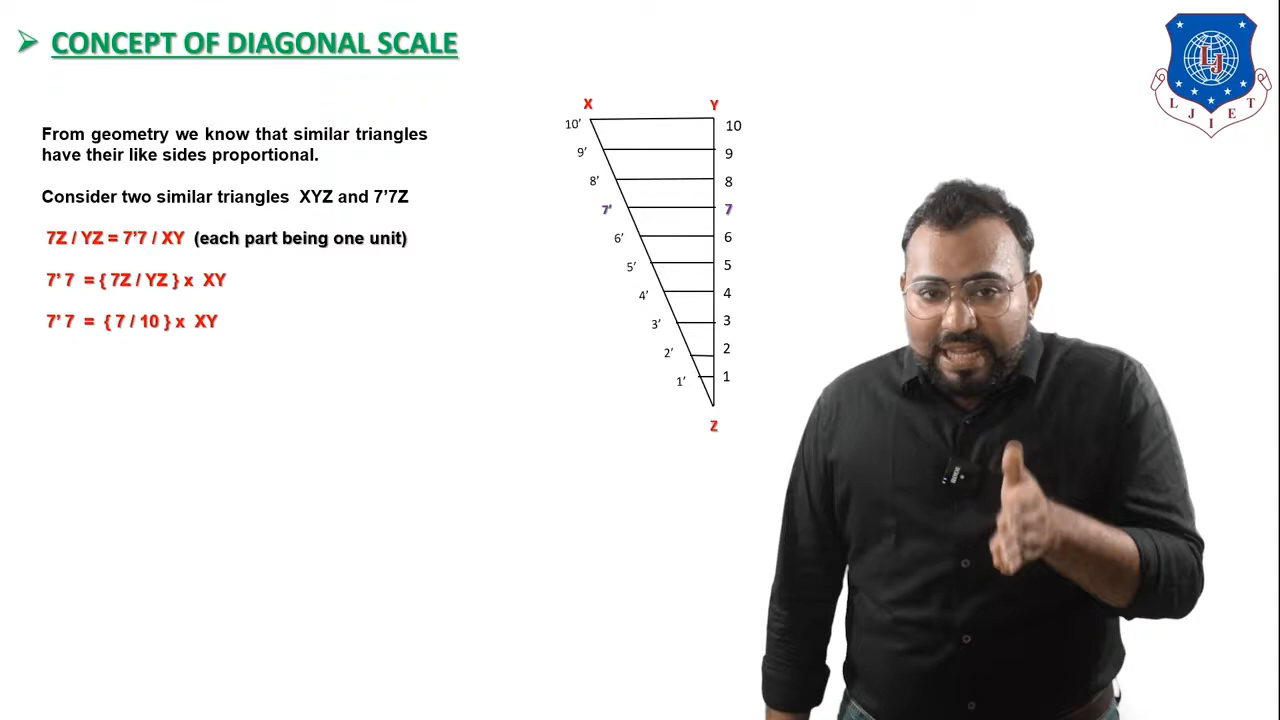 CONCEPT OF DIAGONAL SCALE
From geometry we know that similar triangles
have their like sides proportional.
Consider two similar triangles XYZ and 7’7Z
7Z / YZ = 7’7 / XY (each part being one unit)
7’ 7 = { 7Z / YZ } x XY
7’ 7 = { 7 / 10 } x XY
X Y
10’ 10
9’ 9
8’ 8
7’ 7
6’ 6
5’ 5
4’ 4
3’ 3
2’ 2
1’ 1
Z
LJ
L J I E T